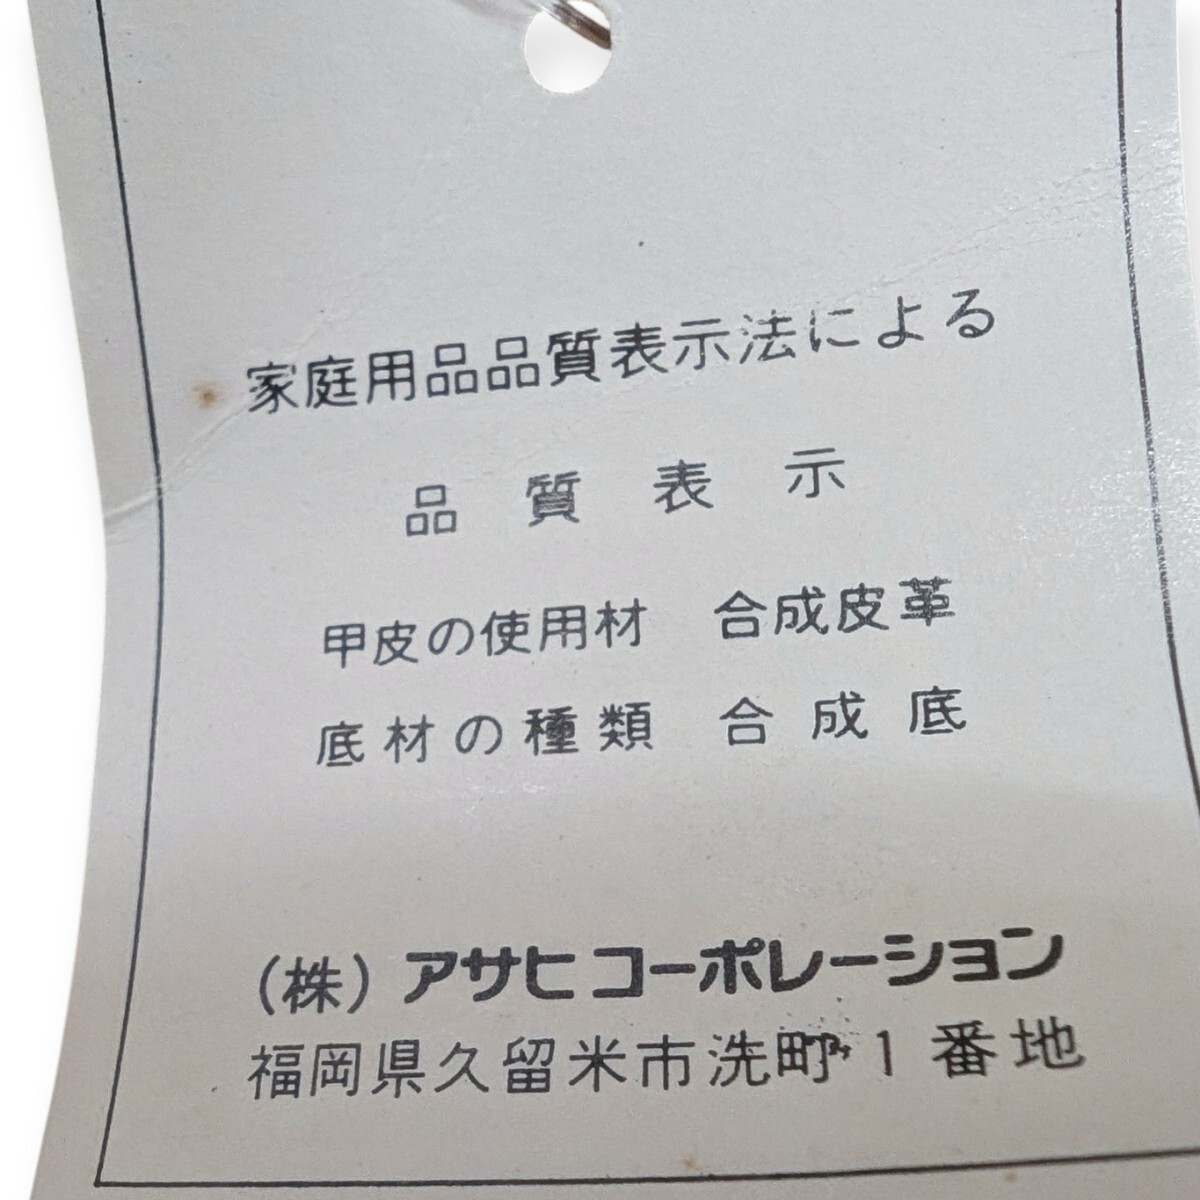 家庭用品品質表示法による
品質表示
甲皮の使用材 合成皮革
底材の種類 合成底
(株) アサヒコーポレーション
福岡県久留米市洗町1番地